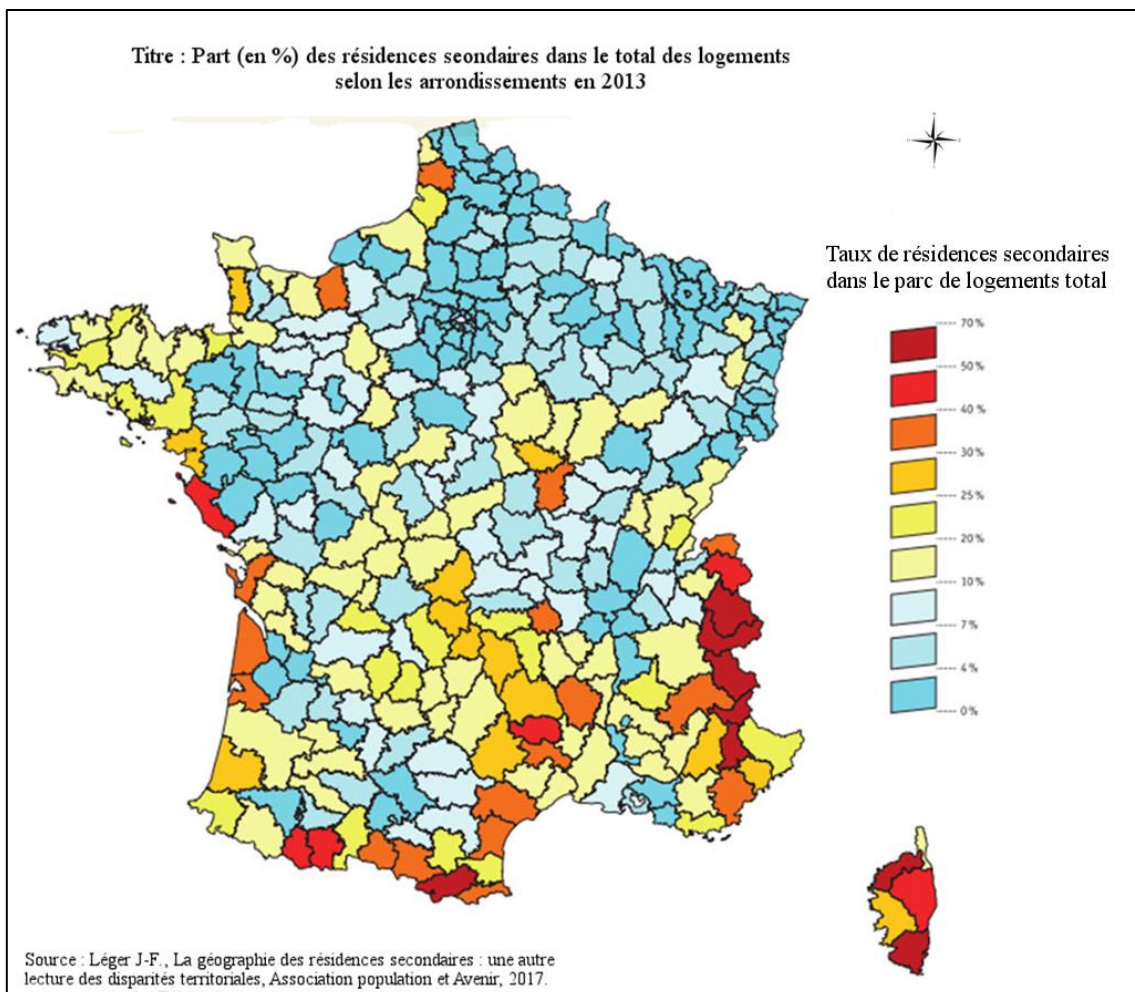 Titre : Part (en %) des résidences seondaires dans le total des logements
selon les arrondissements en 2013
Taux de résidences secondaires
dans le parc de logements total
70 %
50 %
40 %
30 %
25 %
20 %
10 %
7 %
4 %
0 %
Source : Léger J-F., La géographie des résidences secondaires : une autre
lecture des disparités territoriales, Association population et Avenir, 2017.